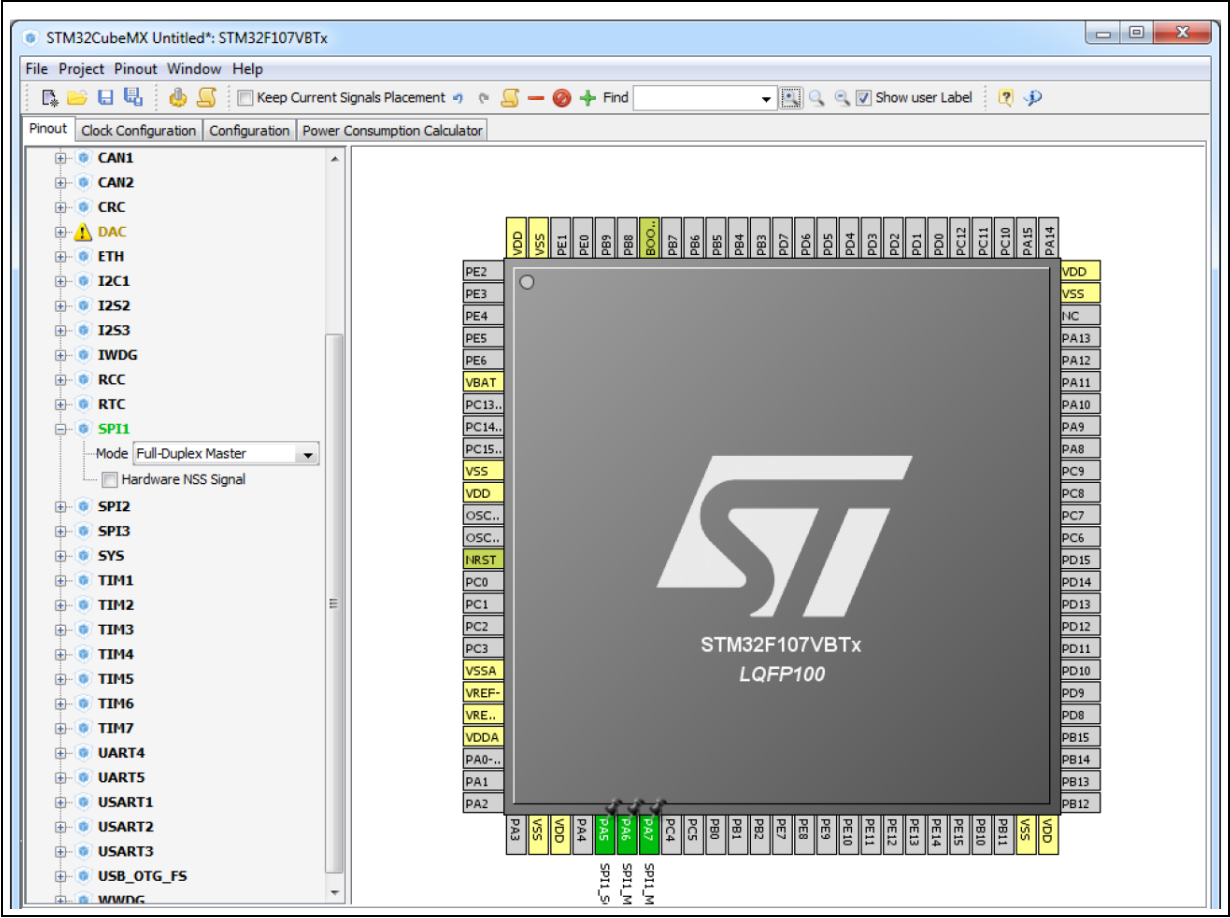 STM32CubeMX Untitled*: STM32F107VBTx
File Project Pinout Window Help
Keep Current Signals Placement Find Show user Label
Pinout Clock Configuration Configuration Power Consumption Calculator
CAN1
CAN2
CRC
DAC
ETH
I2C1
I2S2
I2S3
IWDG
RCC
RTC
SPI1
Mode Full-Duplex Master
Hardware NSS Signal
SPI2
SPI3
SYS
TIM1
TIM2
TIM3
TIM4
TIM5
TIM6
TIM7
UART4
UART5
USART1
USART2
USART3
USB_OTG_FS
WWDG
VDD
VSS
PE1
PE0
PB9
PB8
BOO..
PB7
PB6
PB5
PB4
PB3
PD7
PD6
PD5
PD4
PD3
PD2
PD1
PD0
PC12
PC11
PC10
PA15
PA14
PE2
PE3
PE4
PE5
PE6
VBAT
PC13..
PC14..
PC15..
VSS
VDD
OSC..
OSC..
NRST
PC0
PC1
PC2
PC3
VSSA
VREF-
VRE..
VDDA
PA0-..
PA1
PA2
ST
STM32F107VBTx
LQFP100
VDD
VSS
NC
PA13
PA12
PA11
PA10
PA9
PA8
PC9
PC8
PC7
PC6
PD15
PD14
PD13
PD12
PD11
PD10
PD9
PD8
PB15
PB14
PB13
PB12
PA3
VSS
VDD
PA4
PA5
PA6
PA7
PC4
PC5
PB0
PB1
PB2
PE7
PE8
PE9
PE10
PE11
PE12
PE13
PE14
PE15
PB10
PB11
VSS
VDD
SPI1_S
SPI1_M
SPI1_M